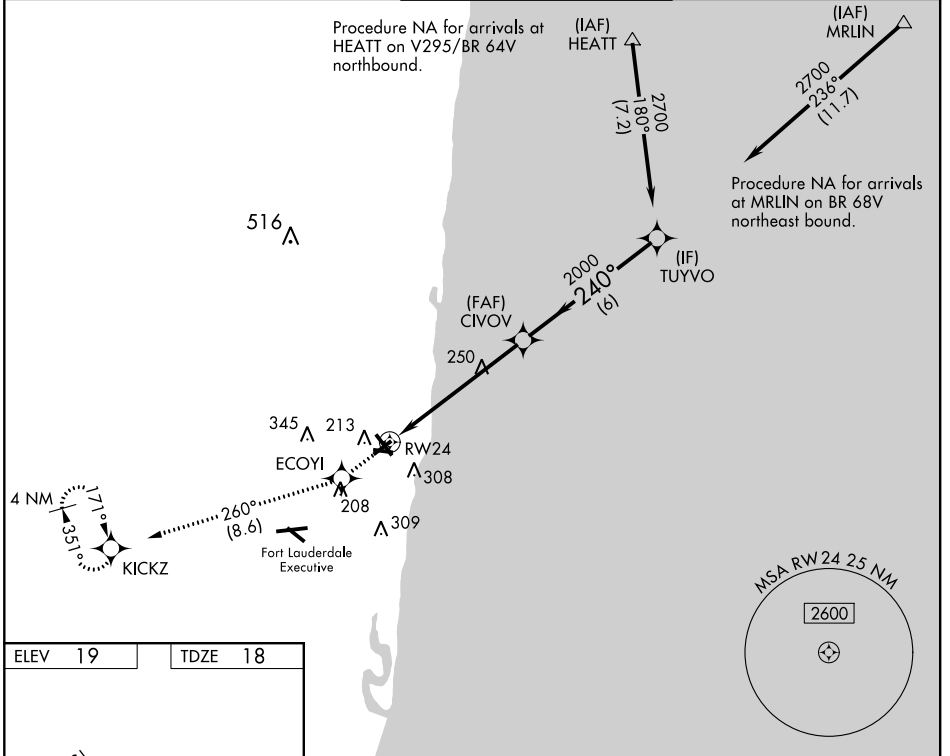 Procedure NA for arrivals at
HEATT on V295/BR 64V
northbound.
(IAF)
HEATT
(IAF)
MRLIN
2700
180°
(7.2)
2700
236°
(11.7)
Procedure NA for arrivals
at MRLIN on BR 68V
northeast bound.
516
(IF)
TUYVO
2000
240°
(6)
(FAF)
CIVOV
250
345
213
RW24
ECOYI
308
208
309
4 NM
171°
351°
KICKZ
260°
(8.6)
Fort Lauderdale
Executive
MSA RW24 25 NM
2600
ELEV 19
TDZE 18